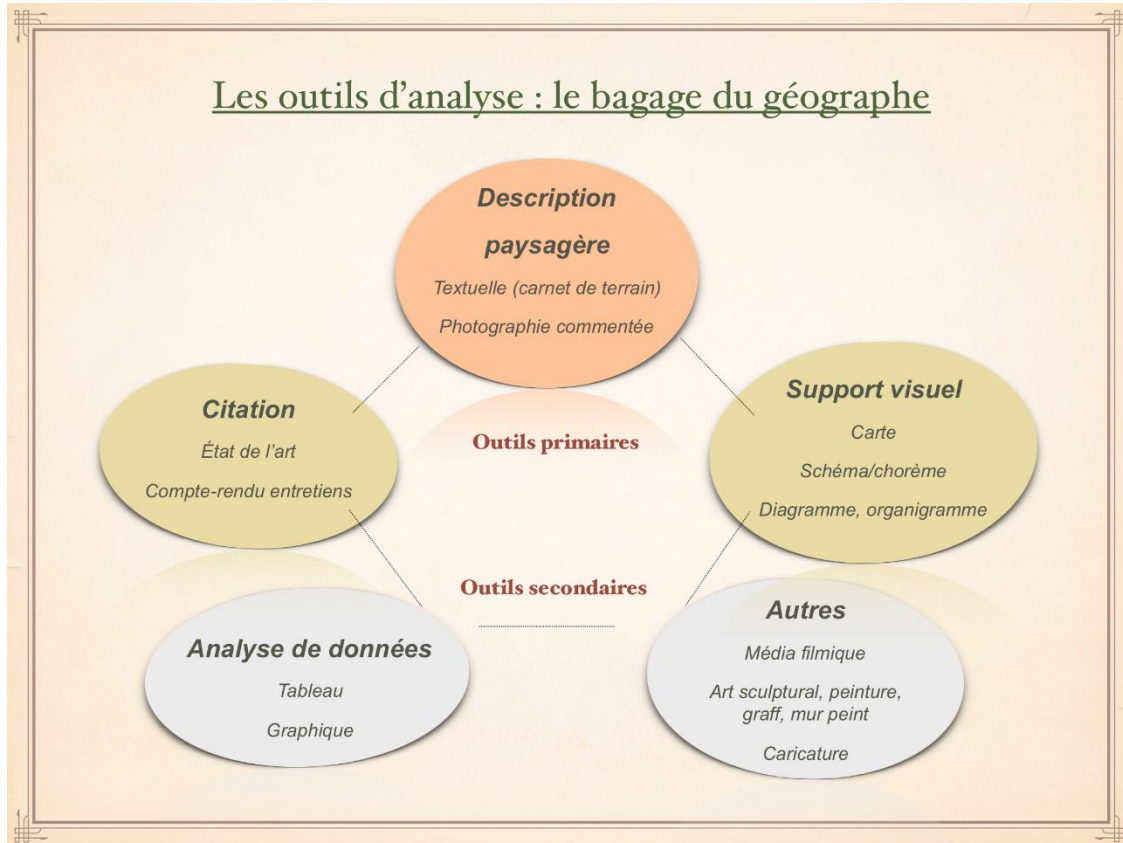 Les outils d’analyse : le bagage du géographe
Description
paysagère
Textuelle (carnet de terrain)
Photographie commentée
Citation
État de l’art
Compte-rendu entretiens
Support visuel
Carte
Schéma/chorème
Diagramme, organigramme
Outils primaires
Outils secondaires
Analyse de données
Tableau
Graphique
Autres
Média filmique
Art sculptural, peinture,
graff, mur peint
Caricature